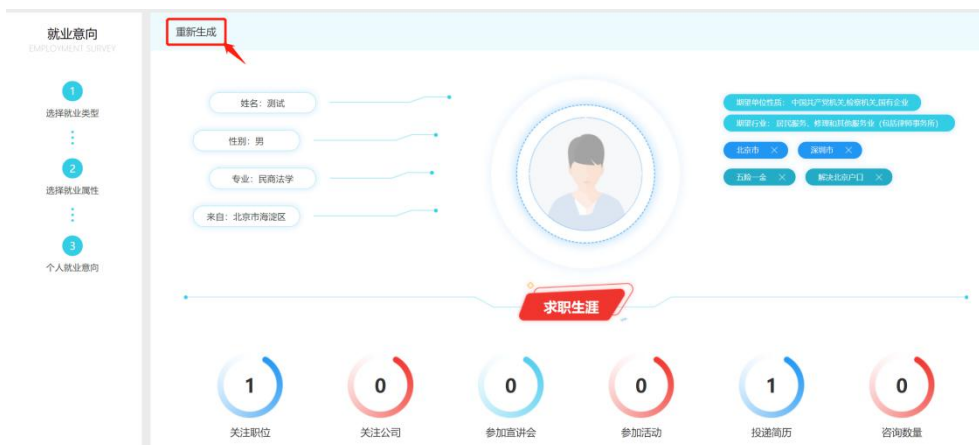 就业意向
EMPLOYMENT SURVEY
1
选择就业类型
2
选择就业属性
3
个人就业意向
重新生成
姓名：测试
性别：男
专业：民商法学
来自：北京市海淀区
期望单位性质：中国共产党机关,检察机关,国有企业
期望行业：居民服务、修理和其他服务业（包括律师事务所）
北京市 ×
深圳市 ×
五险一金 ×
解决北京户口 ×
求职生涯
1
关注职位
0
关注公司
0
参加宣讲会
0
参加活动
1
投递简历
0
咨询数量